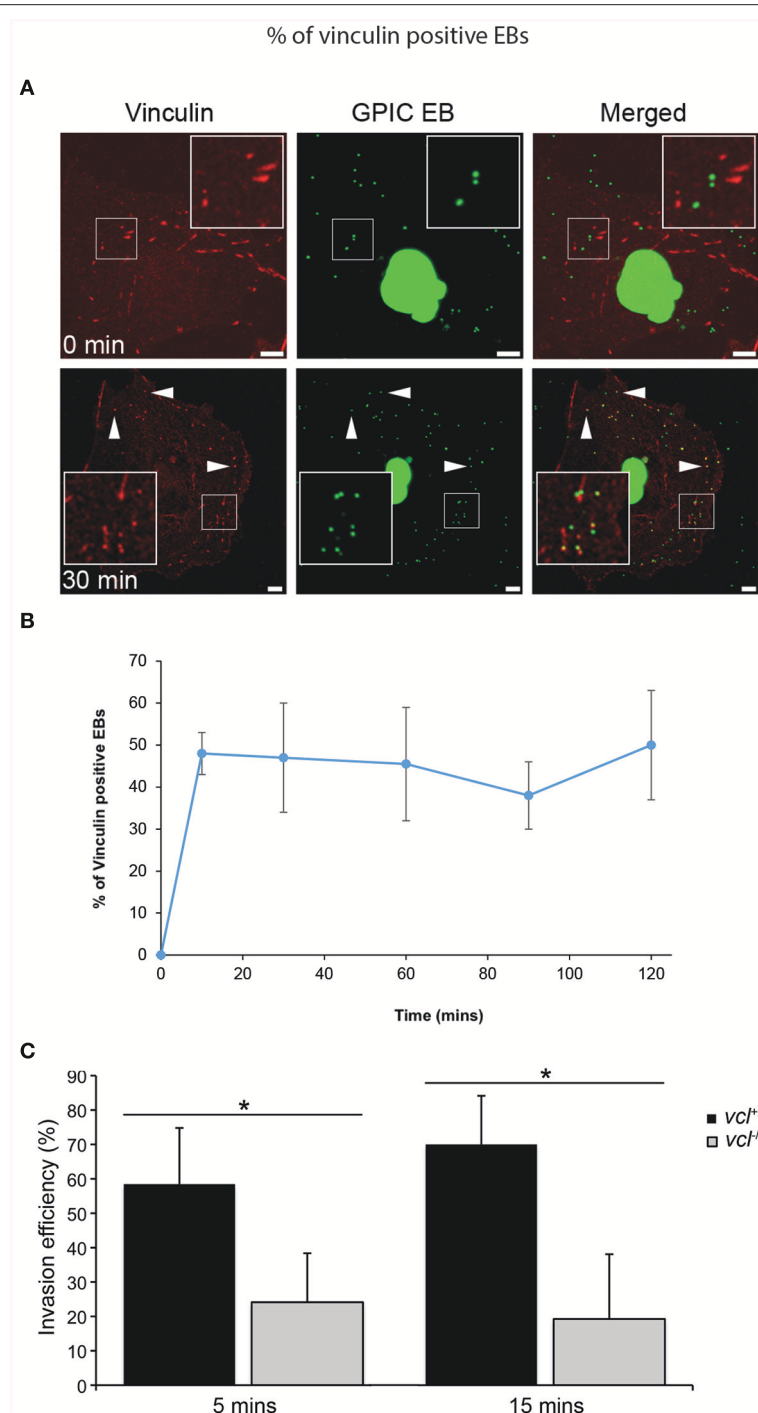 % of vinculin positive EBs
A
Vinculin GPIC EB Merged
0 min
30 min
B
70
60
50
40
30
20
10
0
% of Vinculin positive EBs
0 20 40 60 80 100 120
Time (mins)
C
90
80
70
60
50
40
30
20
10
0
Invasion efficiency (%)
* *
vcl+
vcl-/
5 mins 15 mins